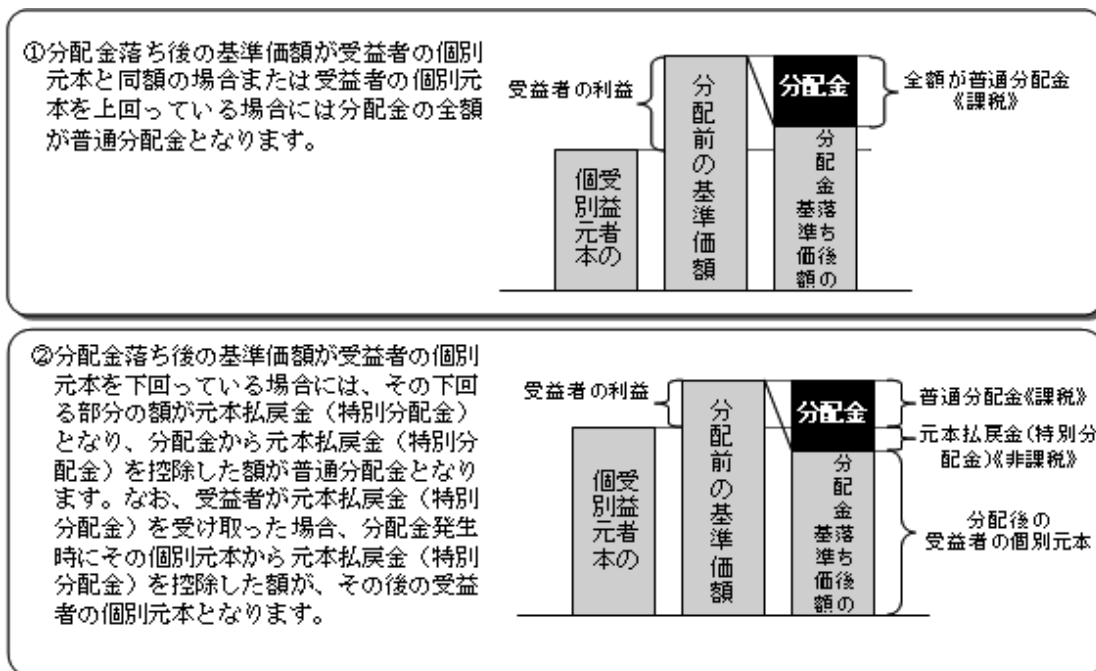 ①分配金落ち後の基準価額が受益者の個別
元本と同額の場合または受益者の個別元
本を上回っている場合には分配金の全額
が普通分配金となります。
受益者の利益
受益者の
個別元本
分配前の基準価額
分配金
分配金落ち後の
基準価額
全額が普通分配金
《課税》
②分配金落ち後の基準価額が受益者の個別
元本を下回っている場合には、その下回
る部分の額が元本払戻金（特別分配金）
となり、分配金から元本払戻金（特別分
配金）を控除した額が普通分配金となり
ます。なお、受益者が元本払戻金（特別
分配金）を受け取った場合、分配金発生
時にその個別元本から元本払戻金（特別
分配金）を控除した額が、その後の受益
者の個別元本となります。
受益者の利益
受益者の
個別元本
分配前の基準価額
分配金
分配金落ち後の
基準価額
普通分配金《課税》
元本払戻金(特別分
配金)《非課税》
分配後の
受益者の個別元本